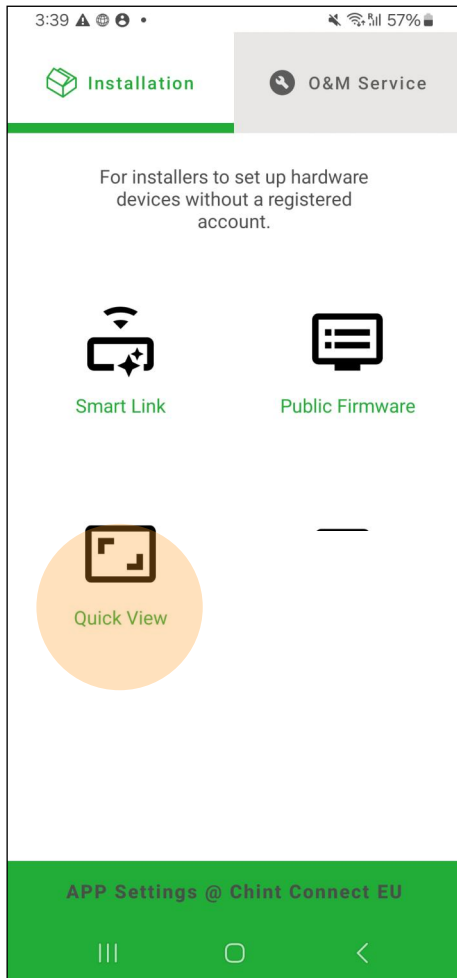 3:39 57%
Installation
O&M Service
For installers to set up hardware
devices without a registered
account.
Smart Link
Public Firmware
Quick View
APP Settings @ Chint Connect EU